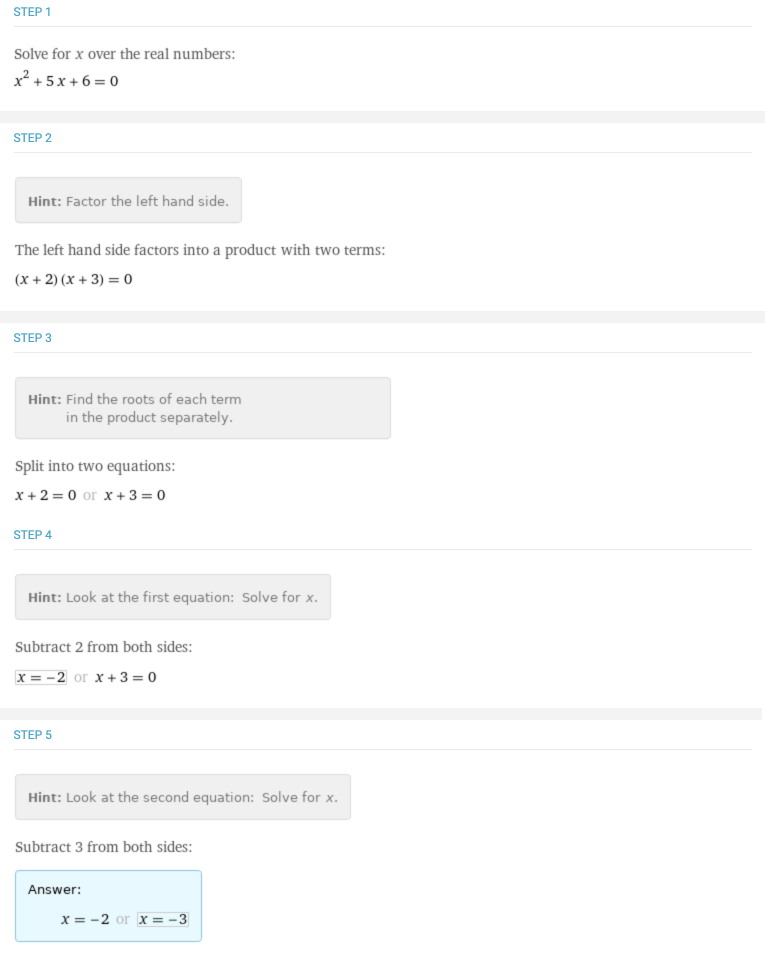 STEP 1
Solve for x over the real numbers:
x² + 5 x + 6 = 0
STEP 2
Hint: Factor the left hand side.
The left hand side factors into a product with two terms:
(x + 2) (x + 3) = 0
STEP 3
Hint: Find the roots of each term
in the product separately.
Split into two equations:
x + 2 = 0 or x + 3 = 0
STEP 4
Hint: Look at the first equation: Solve for x.
Subtract 2 from both sides:
x = −2 or x + 3 = 0
STEP 5
Hint: Look at the second equation: Solve for x.
Subtract 3 from both sides:
Answer:
x = −2 or x = −3